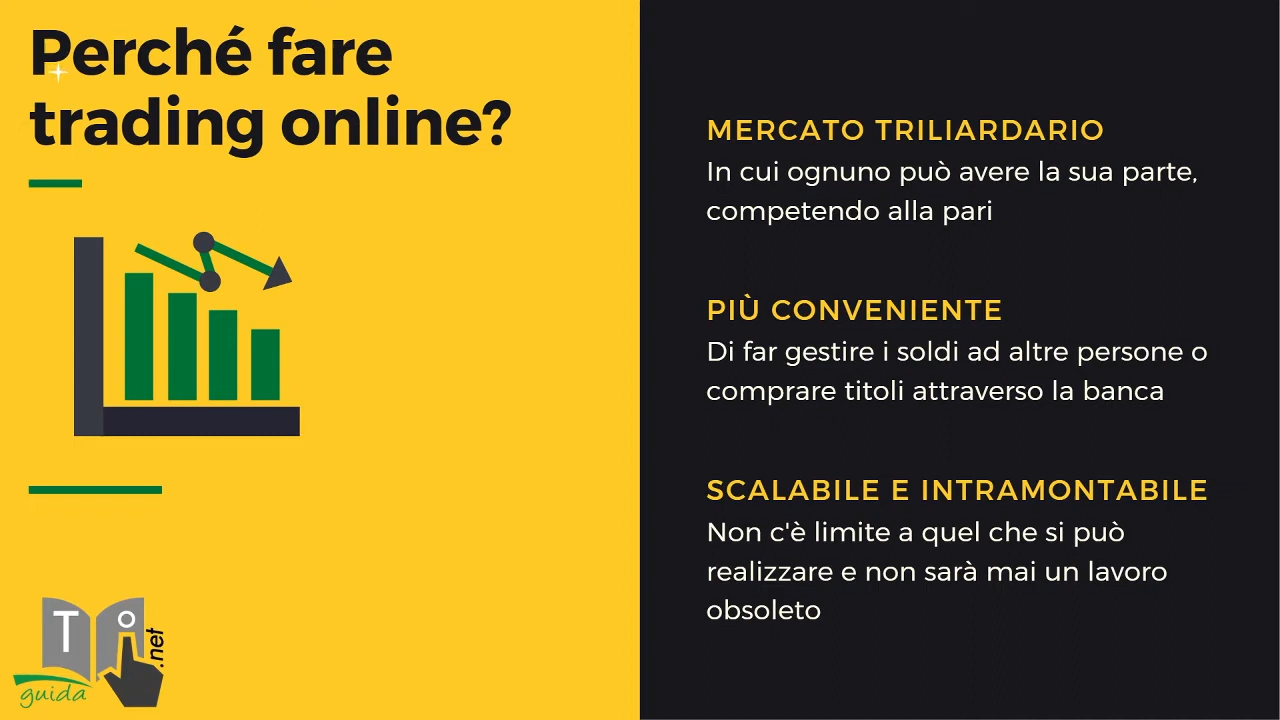 Perché fare
trading online?
MERCATO TRILIARDARIO
In cui ognuno può avere la sua parte,
competendo alla pari
PIÙ CONVENIENTE
Di far gestire i soldi ad altre persone o
comprare titoli attraverso la banca
SCALABILE E INTRAMONTABILE
Non c'è limite a quel che si può
realizzare e non sarà mai un lavoro
obsoleto
T O
.net
guida